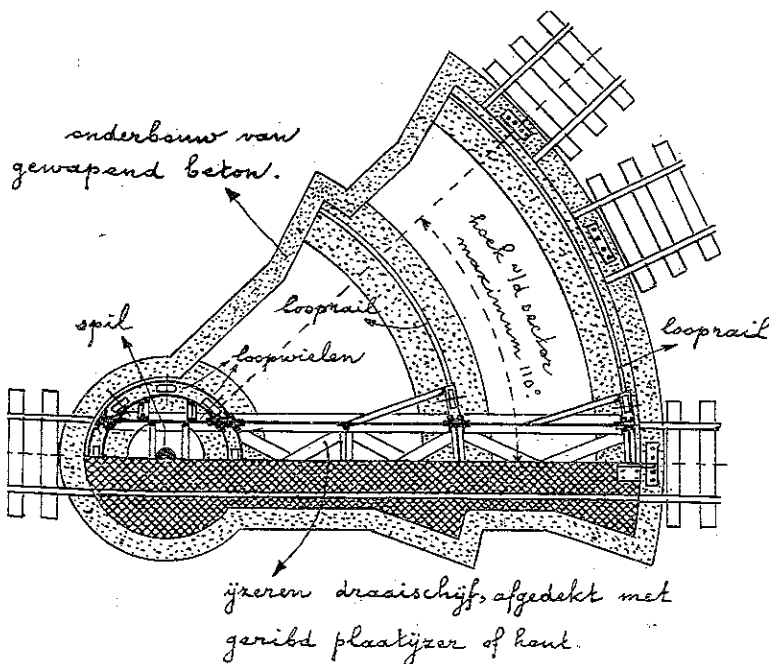 onderbouw van
gewapend beton.
spil
looprail
loopwielen
hoek v/d sector
maximum 110°
looprail
ijzeren draaischijf, afgedekt met
geribd plaatijzer of hout.